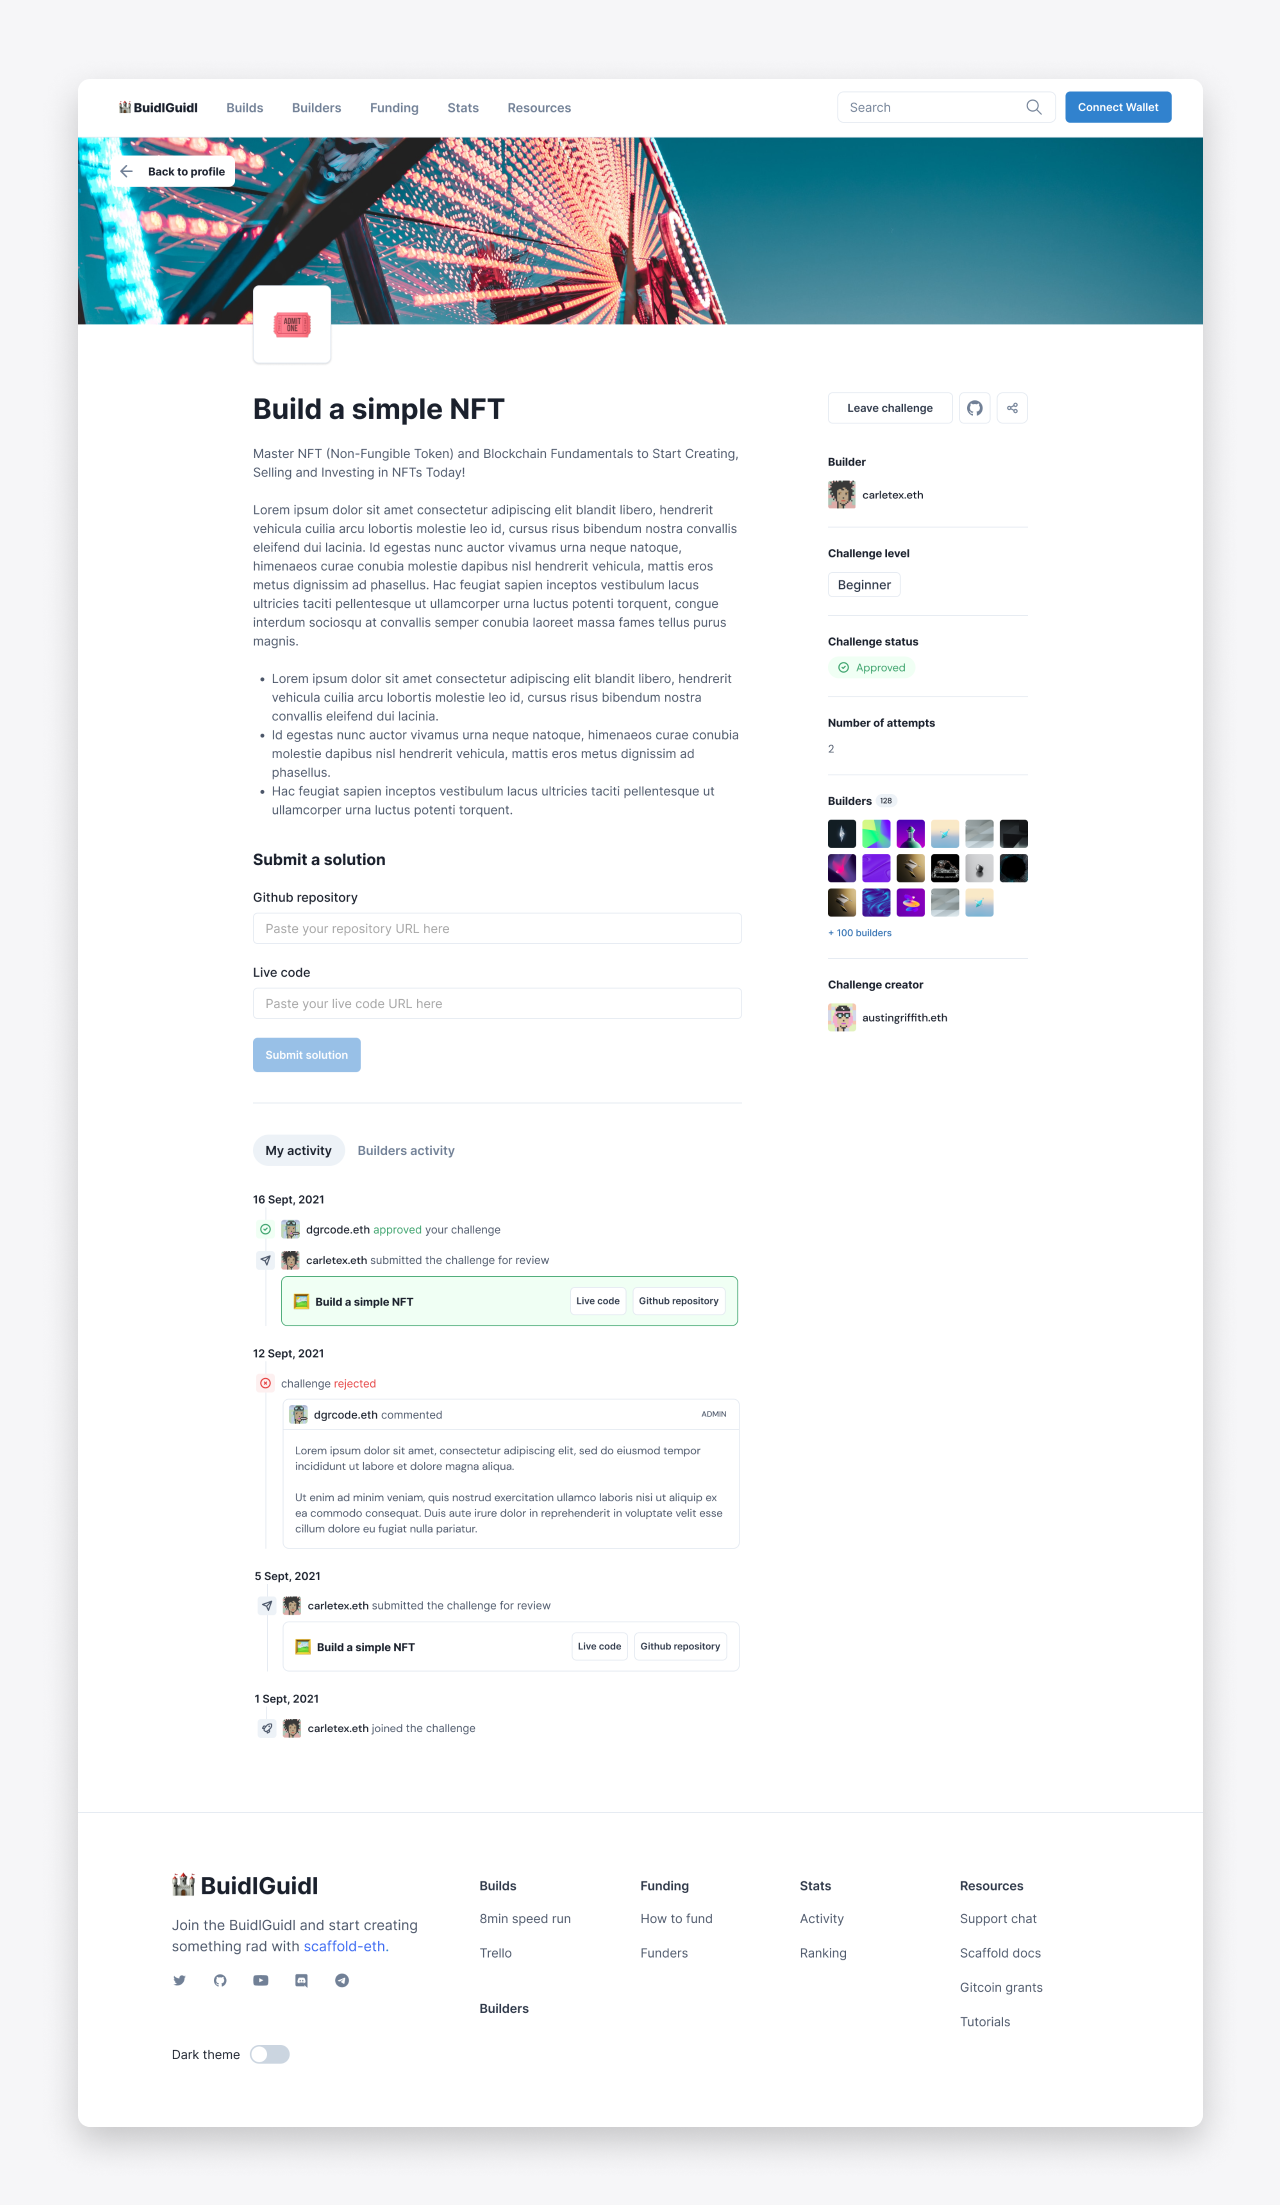 BuidlGuidl Builds Builders Funding Stats Resources Search Connect Wallet
Back to profile
ADMIT
ONE
Build a simple NFT
Master NFT (Non-Fungible Token) and Blockchain Fundamentals to Start Creating,
Selling and Investing in NFTs Today!
Lorem ipsum dolor sit amet consectetur adipiscing elit blandit libero, hendrerit
vehicula cuilia arcu lobortis molestie leo id, cursus risus bibendum nostra convallis
eleifend dui lacinia. Id egestas nunc auctor vivamus urna neque natoque,
himenaeos curae conubia molestie dapibus nisl hendrerit vehicula, mattis eros
metus dignissim ad phasellus. Hac feugiat sapien inceptos vestibulum lacus
ultricies taciti pellentesque ut ullamcorper urna luctus potenti torquent, congue
interdum sociosqu at convallis semper conubia laoreet massa fames tellus purus
magnis.
• Lorem ipsum dolor sit amet consectetur adipiscing elit blandit libero, hendrerit
vehicula cuilia arcu lobortis molestie leo id, cursus risus bibendum nostra
convallis eleifend dui lacinia.
• Id egestas nunc auctor vivamus urna neque natoque, himenaeos curae conubia
molestie dapibus nisl hendrerit vehicula, mattis eros metus dignissim ad
phasellus.
• Hac feugiat sapien inceptos vestibulum lacus ultricies taciti pellentesque ut
ullamcorper urna luctus potenti torquent.
Submit a solution
Github repository
Paste your repository URL here
Live code
Paste your live code URL here
Submit solution
Leave challenge
Builder
carletex.eth
Challenge level
Beginner
Challenge status
Approved
Number of attempts
2
Builders 128
+ 100 builders
Challenge creator
austingriffith.eth
My activity Builders activity
16 Sept, 2021
dgrcode.eth approved your challenge
carletex.eth submitted the challenge for review
Build a simple NFT Live code Github repository
12 Sept, 2021
challenge rejected
dgrcode.eth commented ADMIN
Lorem ipsum dolor sit amet, consectetur adipiscing elit, sed do eiusmod tempor
incididunt ut labore et dolore magna aliqua.
Ut enim ad minim veniam, quis nostrud exercitation ullamco laboris nisi ut aliquip ex
ea commodo consequat. Duis aute irure dolor in reprehenderit in voluptate velit esse
cillum dolore eu fugiat nulla pariatur.
5 Sept, 2021
carletex.eth submitted the challenge for review
Build a simple NFT Live code Github repository
1 Sept, 2021
carletex.eth joined the challenge
BuidlGuidl
Join the BuidlGuidl and start creating
something rad with scaffold-eth.
Dark theme
Builds
8min speed run
Trello
Builders
Funding
How to fund
Funders
Stats
Activity
Ranking
Resources
Support chat
Scaffold docs
Gitcoin grants
Tutorials